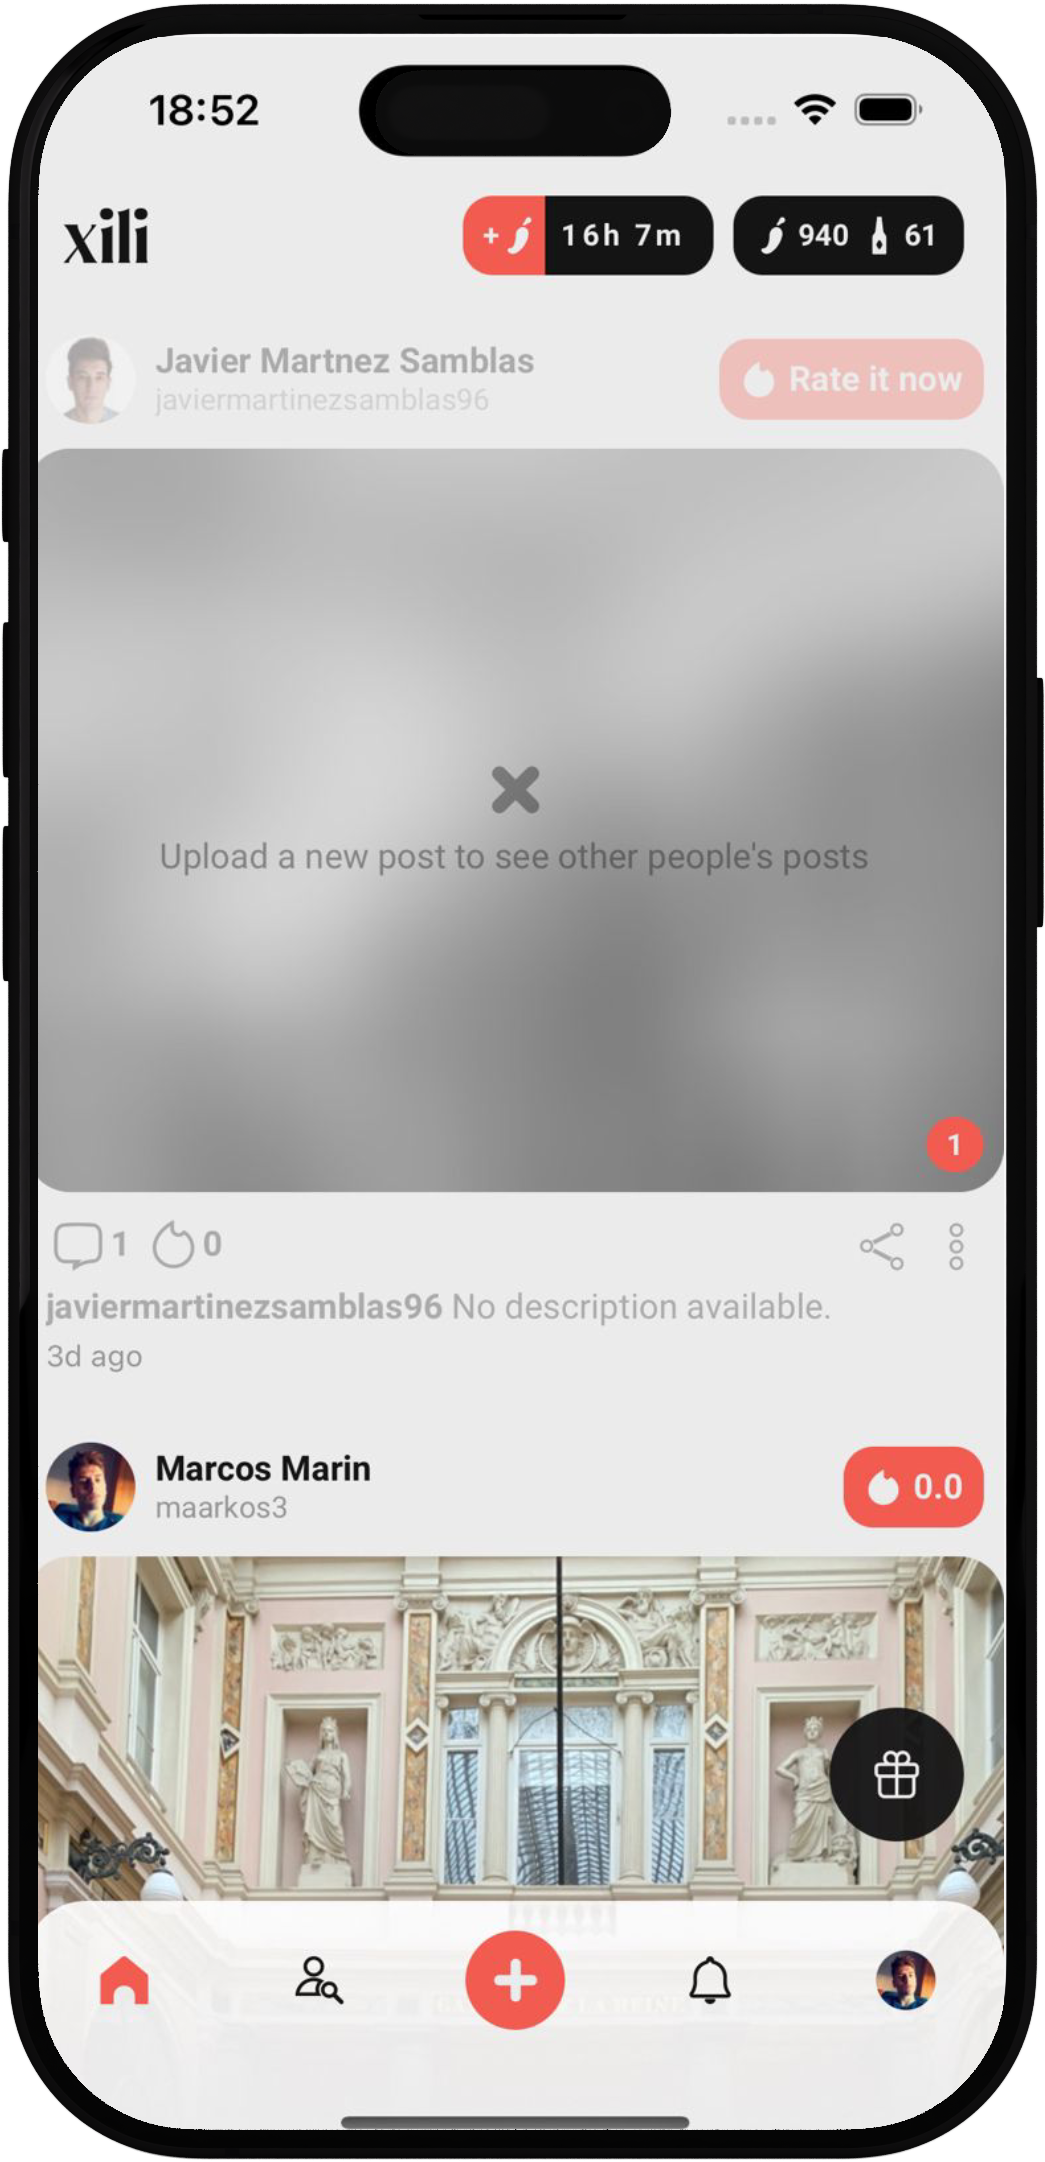 18:52
xili
+ 16h 7m 940 61
Javier Martnez Samblas
javiermartinezsamblas96
Rate it now
Upload a new post to see other people's posts
1
1 0
javiermartinezsamblas96 No description available.
3d ago
Marcos Marin
maarkos3
0.0